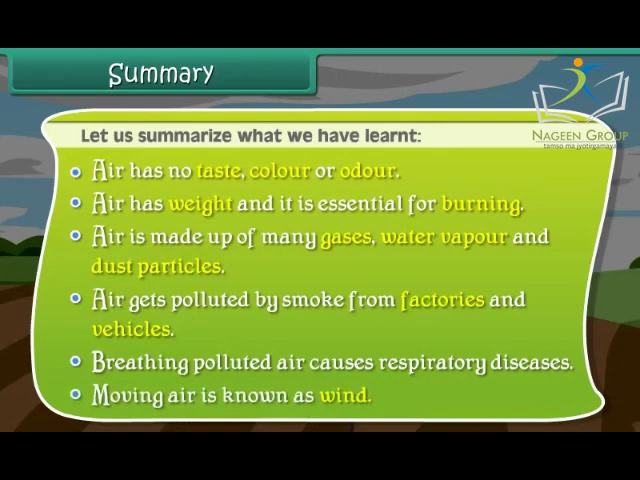 Summary
NAGEEN GROUP
tamso ma jyotirgamaya
Let us summarize what we have learnt:
Air has no taste, colour or odour.
Air has weight and it is essential for burning.
Air is made up of many gases, water vapour and
dust particles.
Air gets polluted by smoke from factories and
vehicles.
Breathing polluted air causes respiratory diseases.
Moving air is known as wind.